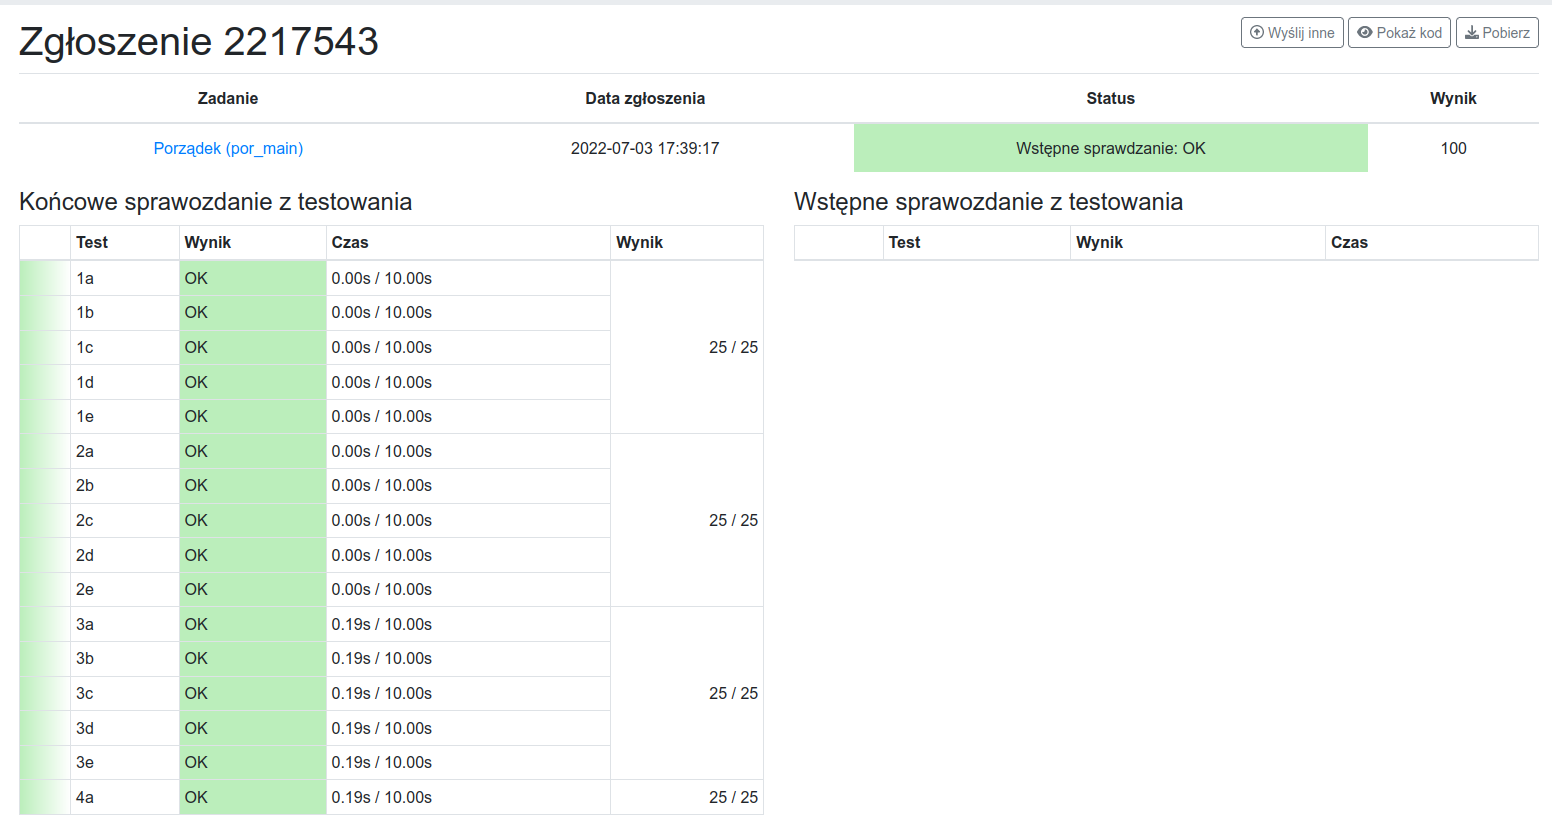 Zgłoszenie 2217543
Wyślij inne Pokaż kod Pobierz
Zadanie Data zgłoszenia Status Wynik
Porządek (por_main) 2022-07-03 17:39:17 Wstępne sprawdzanie: OK 100
Końcowe sprawozdanie z testowania
Test Wynik Czas Wynik
1a OK 0.00s / 10.00s
1b OK 0.00s / 10.00s
1c OK 0.00s / 10.00s 25 / 25
1d OK 0.00s / 10.00s
1e OK 0.00s / 10.00s
2a OK 0.00s / 10.00s
2b OK 0.00s / 10.00s
2c OK 0.00s / 10.00s 25 / 25
2d OK 0.00s / 10.00s
2e OK 0.00s / 10.00s
3a OK 0.19s / 10.00s
3b OK 0.19s / 10.00s
3c OK 0.19s / 10.00s 25 / 25
3d OK 0.19s / 10.00s
3e OK 0.19s / 10.00s
4a OK 0.19s / 10.00s 25 / 25
Wstępne sprawozdanie z testowania
Test Wynik Czas